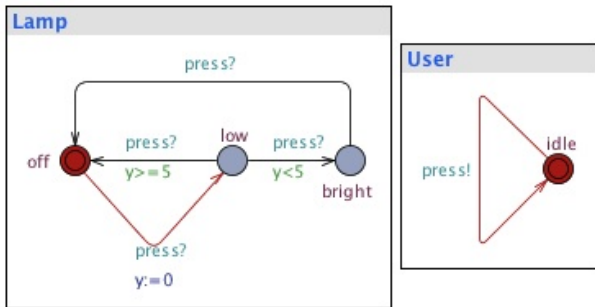 Lamp
press?
off
press?
low
press?
y>=5
y<5
bright
press?
y:=0
User
idle
press!